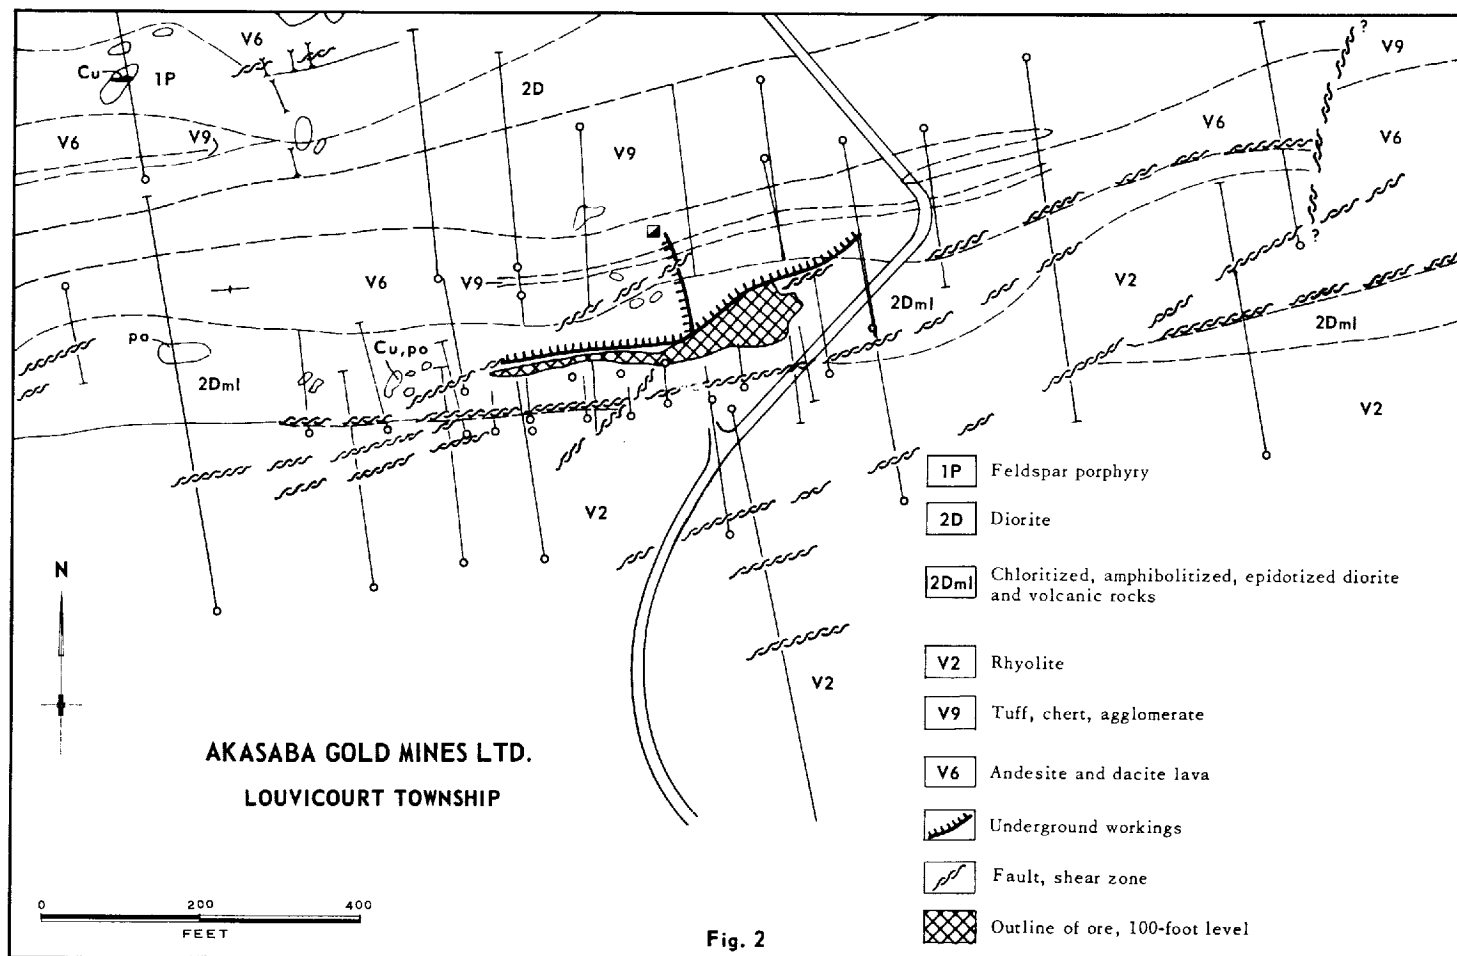 V6
Cu
1P
2D
V9
V6
V6
V9
V9
V6
?
V6
V9
V2
?
po
Cu,po
2Dml
2Dml
2Dml
V2
V2
V2
N
1P Feldspar porphyry
2D Diorite
2Dml Chloritized, amphibolitized, epidotized diorite
and volcanic rocks
V2 Rhyolite
V9 Tuff, chert, agglomerate
V6 Andesite and dacite lava
Underground workings
Fault, shear zone
Outline of ore, 100-foot level
AKASABA GOLD MINES LTD.
LOUVICOURT TOWNSHIP
0 200 400
FEET
Fig. 2